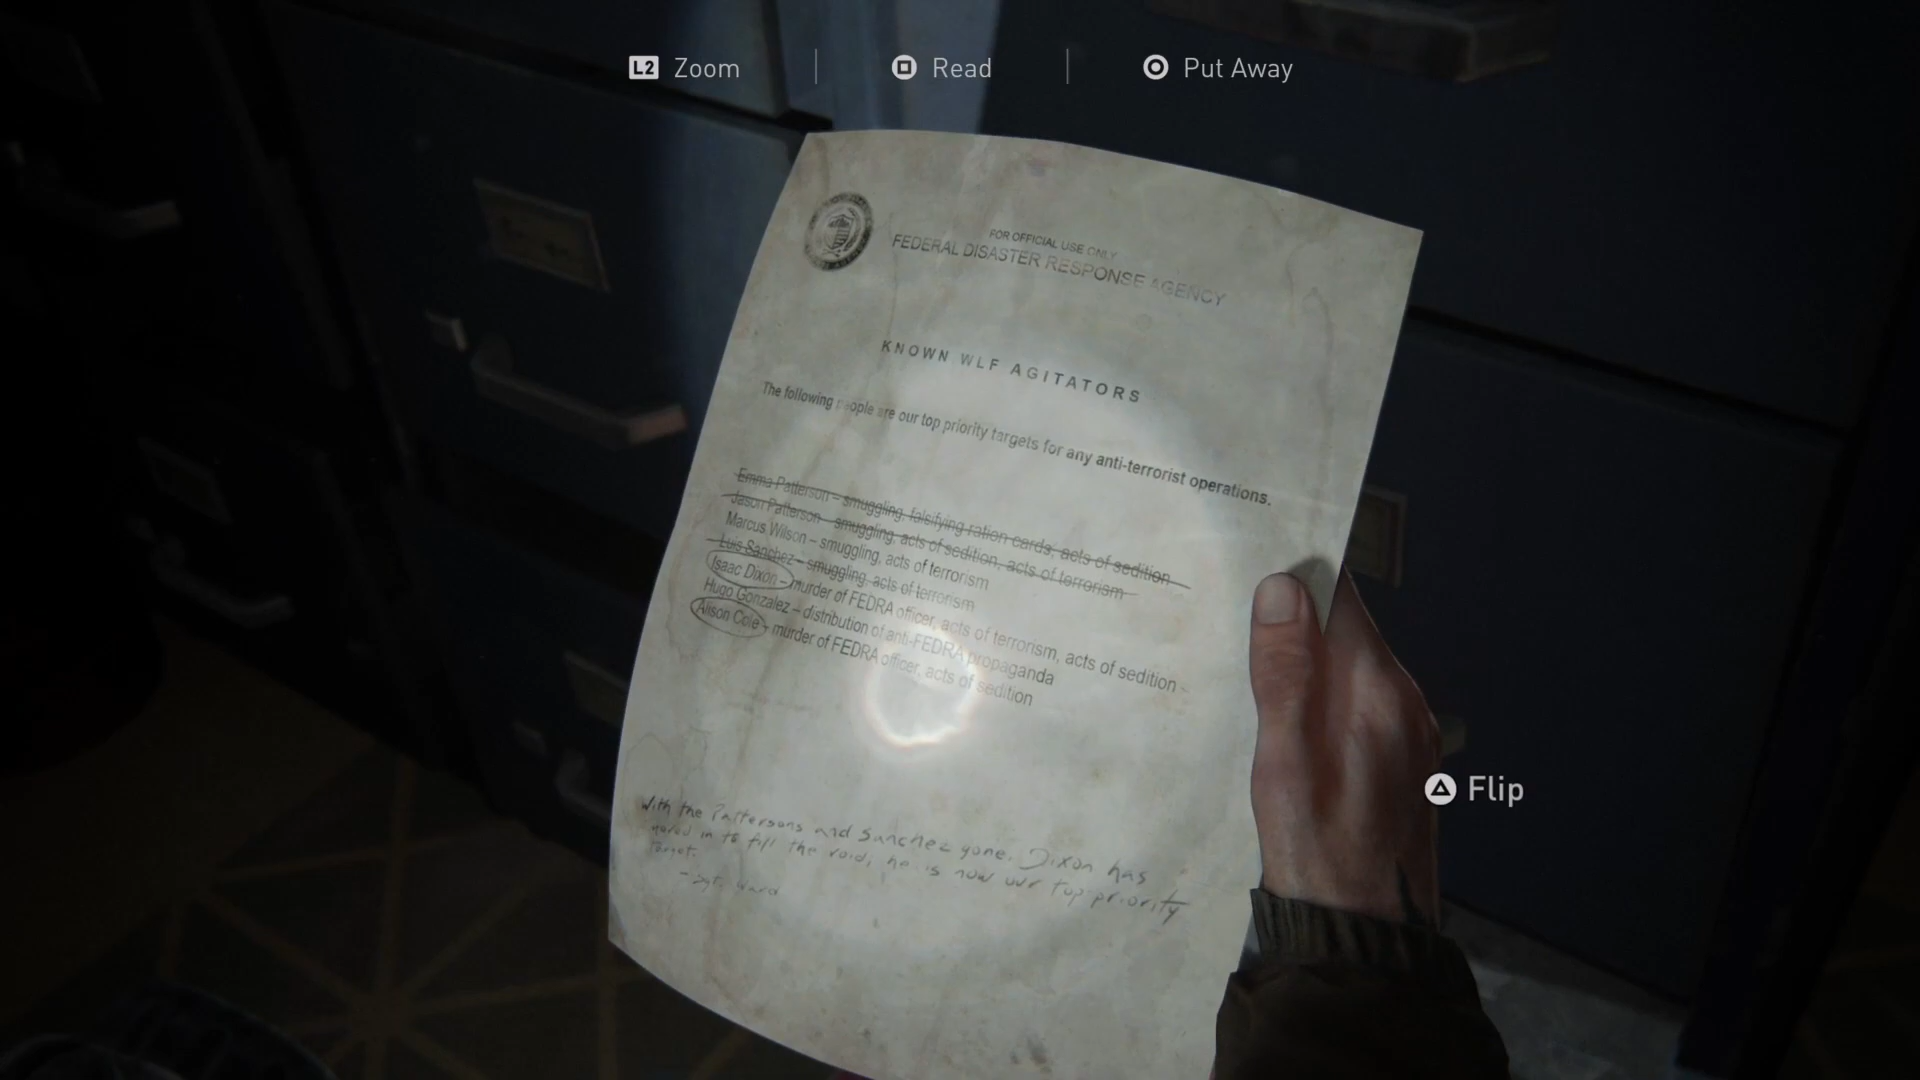 L2 Zoom
Read
Put Away
FOR OFFICIAL USE ONLY
FEDERAL DISASTER RESPONSE AGENCY
KNOWN WLF AGITATORS
The following people are our top priority targets for any anti-terrorist operations.
Emma Patterson – smuggling, falsifying ration cards, acts of sedition
Jason Patterson – smuggling, acts of sedition, acts of terrorism
Marcus Wilson – smuggling, acts of terrorism
Luis Sanchez – smuggling, acts of terrorism
Isaac Dixon – murder of FEDRA officer, acts of terrorism, acts of sedition -
Hugo Gonzalez – distribution of anti-FEDRA propaganda
Alison Cole – murder of FEDRA officer, acts of sedition
With the Pattersons and Sanchez gone, Dixon has
moved in to fill the void; he is now our top priority
target.
- Sgt. Ward
Flip